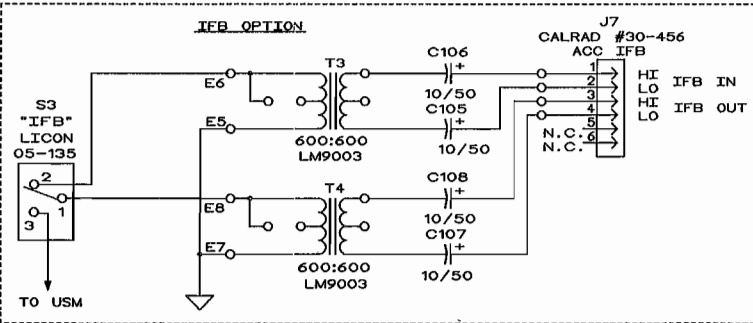 IFB OPTION
J7
CALRAD #30-456
ACC IFB
T3
C106
+
10/50
C105
+
10/50
E6
E5
600:600
LM9003
1
2
3
4
5
6
HI
LO
IFB IN
HI
LO
IFB OUT
N.C.
N.C.
S3
"IFB"
LICON
05-135
2
1
3
TO USM
T4
C108
+
10/50
C107
+
10/50
E8
E7
600:600
LM9003